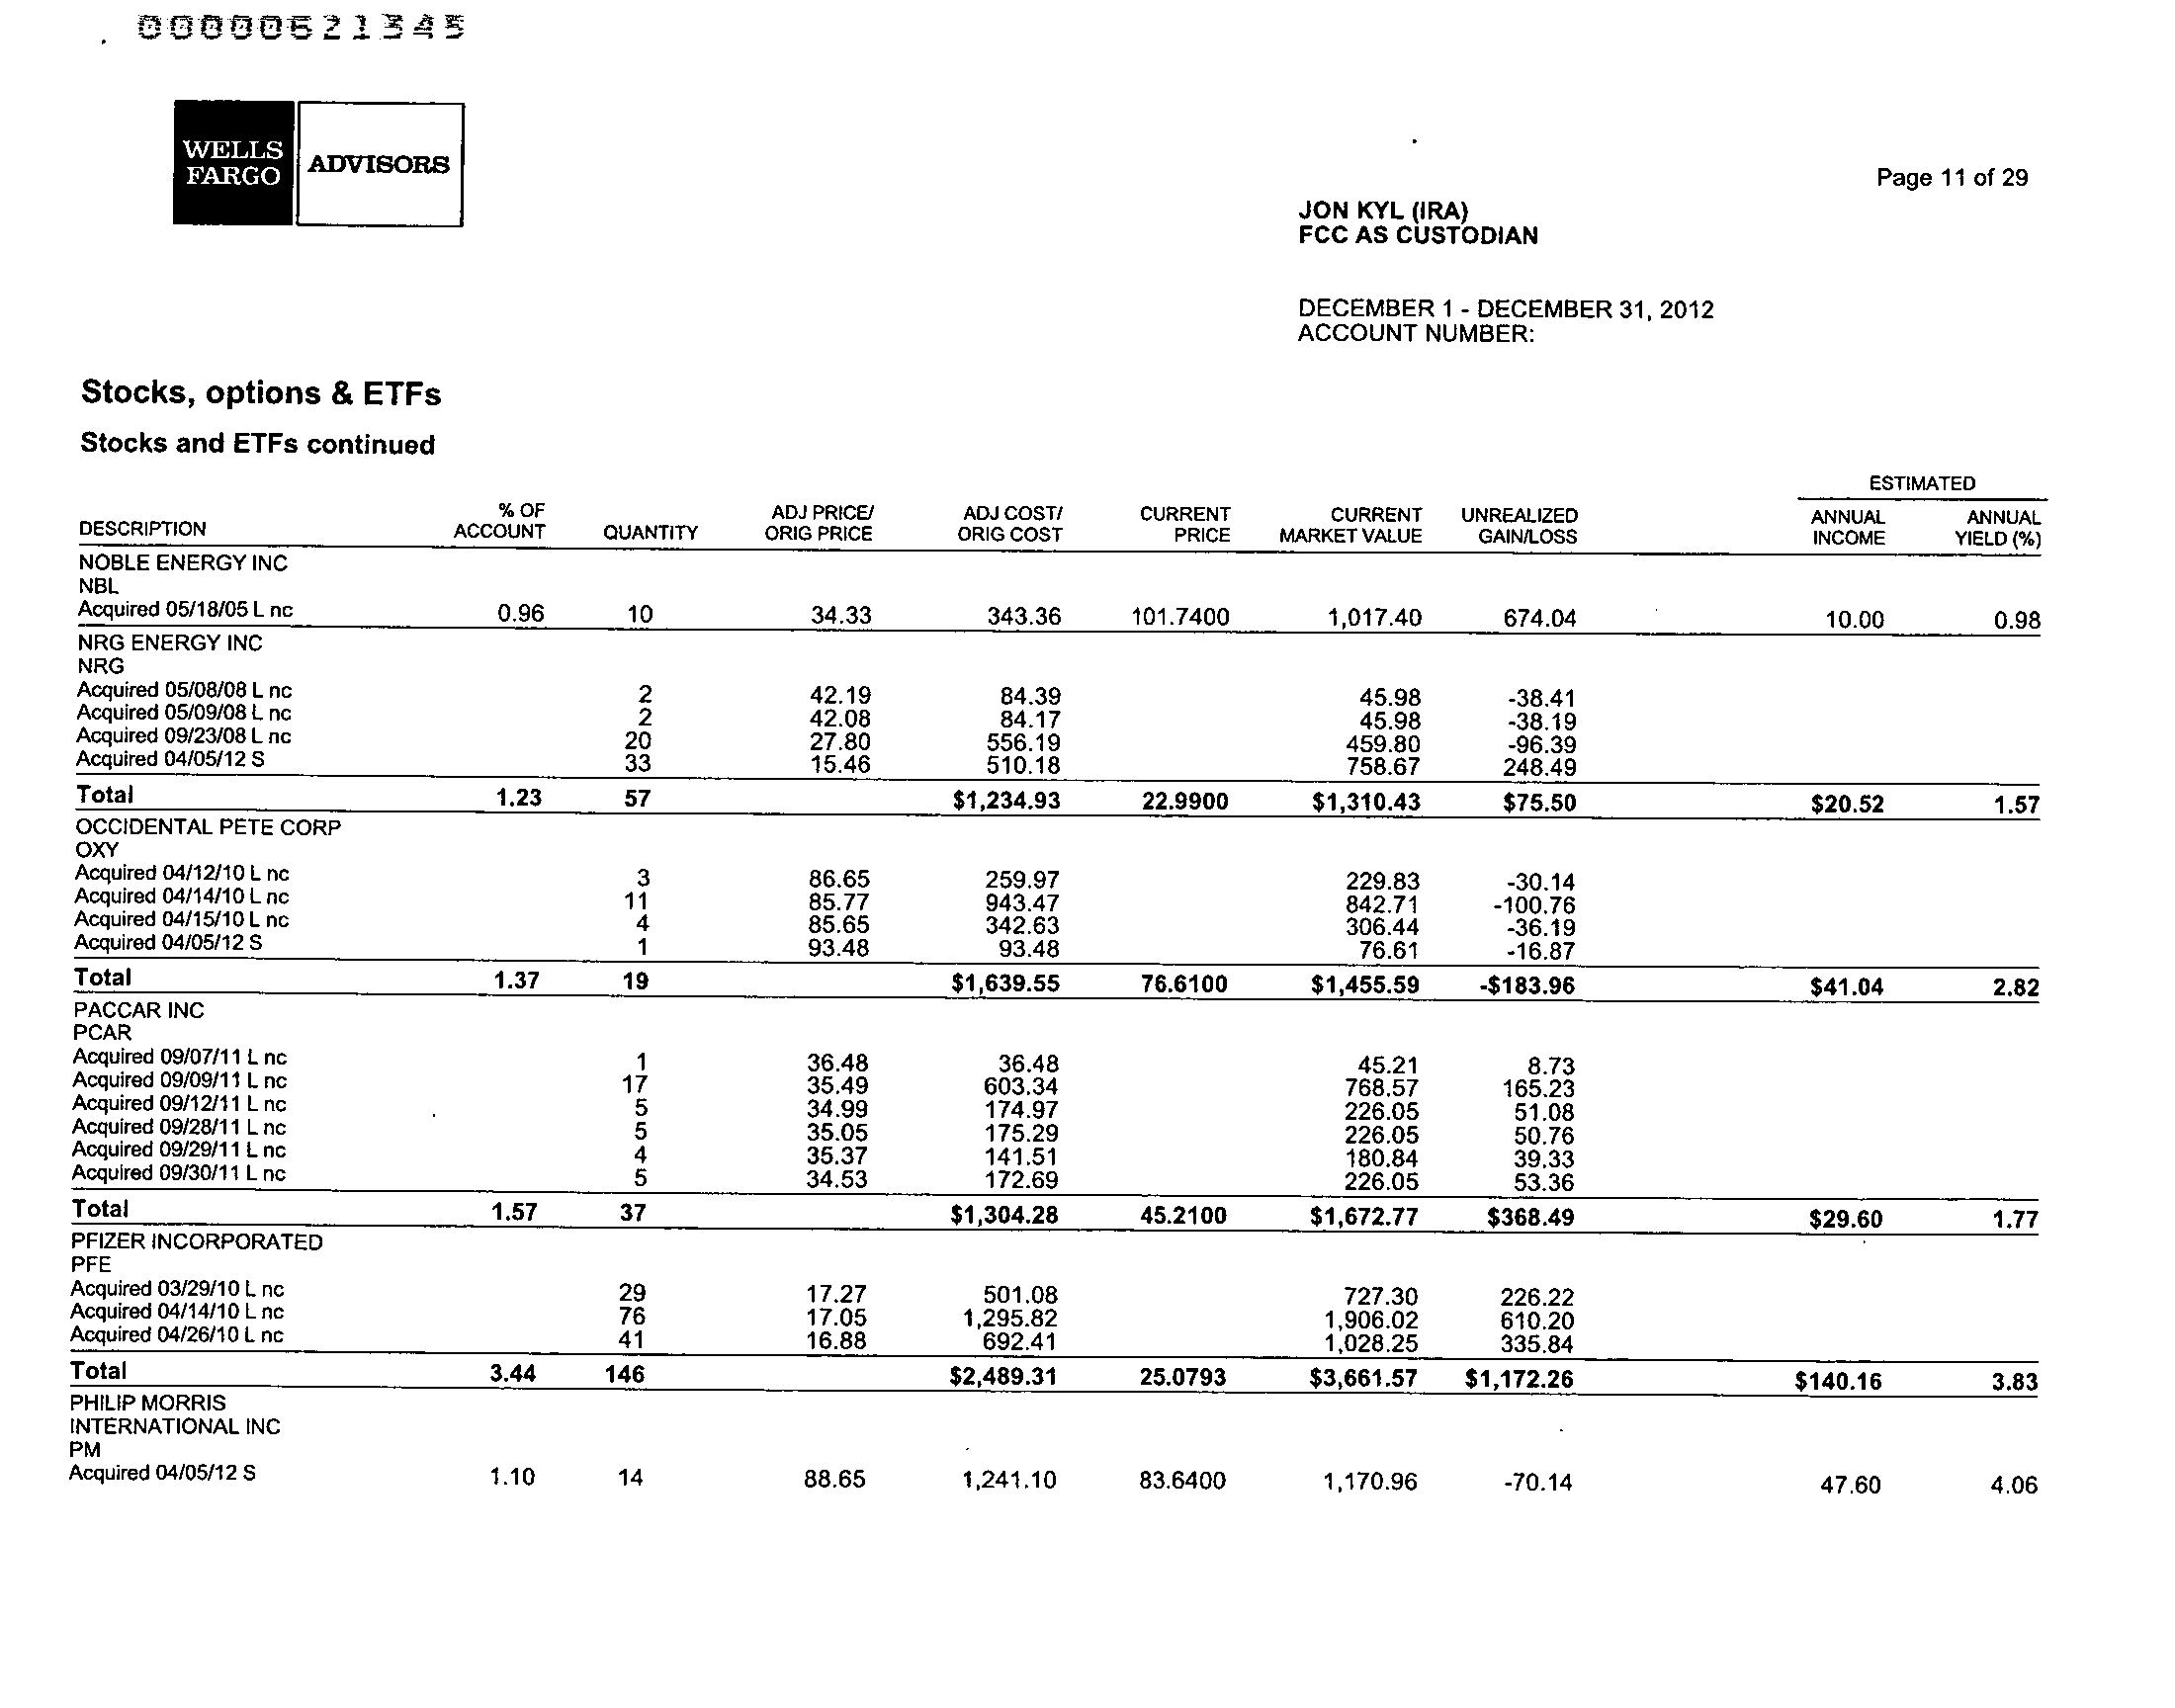 00000621345
WELLS
FARGO
ADVISORS
Page 11 of 29
JON KYL (IRA)
FCC AS CUSTODIAN
DECEMBER 1 - DECEMBER 31, 2012
ACCOUNT NUMBER:
Stocks, options & ETFs
Stocks and ETFs continued
ESTIMATED
DESCRIPTION % OF ACCOUNT QUANTITY ADJ PRICE/ ORIG PRICE ADJ COST/ ORIG COST CURRENT PRICE CURRENT MARKET VALUE UNREALIZED GAIN/LOSS ANNUAL INCOME ANNUAL YIELD (%)
NOBLE ENERGY INC
NBL
Acquired 05/18/05 L nc 0.96 10 34.33 343.36 101.7400 1,017.40 674.04 10.00 0.98
NRG ENERGY INC
NRG
Acquired 05/08/08 L nc 2 42.19 84.39 45.98 -38.41
Acquired 05/09/08 L nc 2 42.08 84.17 45.98 -38.19
Acquired 09/23/08 L nc 20 27.80 556.19 459.80 -96.39
Acquired 04/05/12 S 33 15.46 510.18 758.67 248.49
Total 1.23 57 $1,234.93 22.9900 $1,310.43 $75.50 $20.52 1.57
OCCIDENTAL PETE CORP
OXY
Acquired 04/12/10 L nc 3 86.65 259.97 229.83 -30.14
Acquired 04/14/10 L nc 11 85.77 943.47 842.71 -100.76
Acquired 04/15/10 L nc 4 85.65 342.63 306.44 -36.19
Acquired 04/05/12 S 1 93.48 93.48 76.61 -16.87
Total 1.37 19 $1,639.55 76.6100 $1,455.59 -$183.96 $41.04 2.82
PACCAR INC
PCAR
Acquired 09/07/11 L nc 1 36.48 36.48 45.21 8.73
Acquired 09/09/11 L nc 17 35.49 603.34 768.57 165.23
Acquired 09/12/11 L nc 5 34.99 174.97 226.05 51.08
Acquired 09/28/11 L nc 5 35.05 175.29 226.05 50.76
Acquired 09/29/11 L nc 4 35.37 141.51 180.84 39.33
Acquired 09/30/11 L nc 5 34.53 172.69 226.05 53.36
Total 1.57 37 $1,304.28 45.2100 $1,672.77 $368.49 $29.60 1.77
PFIZER INCORPORATED
PFE
Acquired 03/29/10 L nc 29 17.27 501.08 727.30 226.22
Acquired 04/14/10 L nc 76 17.05 1,295.82 1,906.02 610.20
Acquired 04/26/10 L nc 41 16.88 692.41 1,028.25 335.84
Total 3.44 146 $2,489.31 25.0793 $3,661.57 $1,172.26 $140.16 3.83
PHILIP MORRIS
INTERNATIONAL INC
PM
Acquired 04/05/12 S 1.10 14 88.65 1,241.10 83.6400 1,170.96 -70.14 47.60 4.06